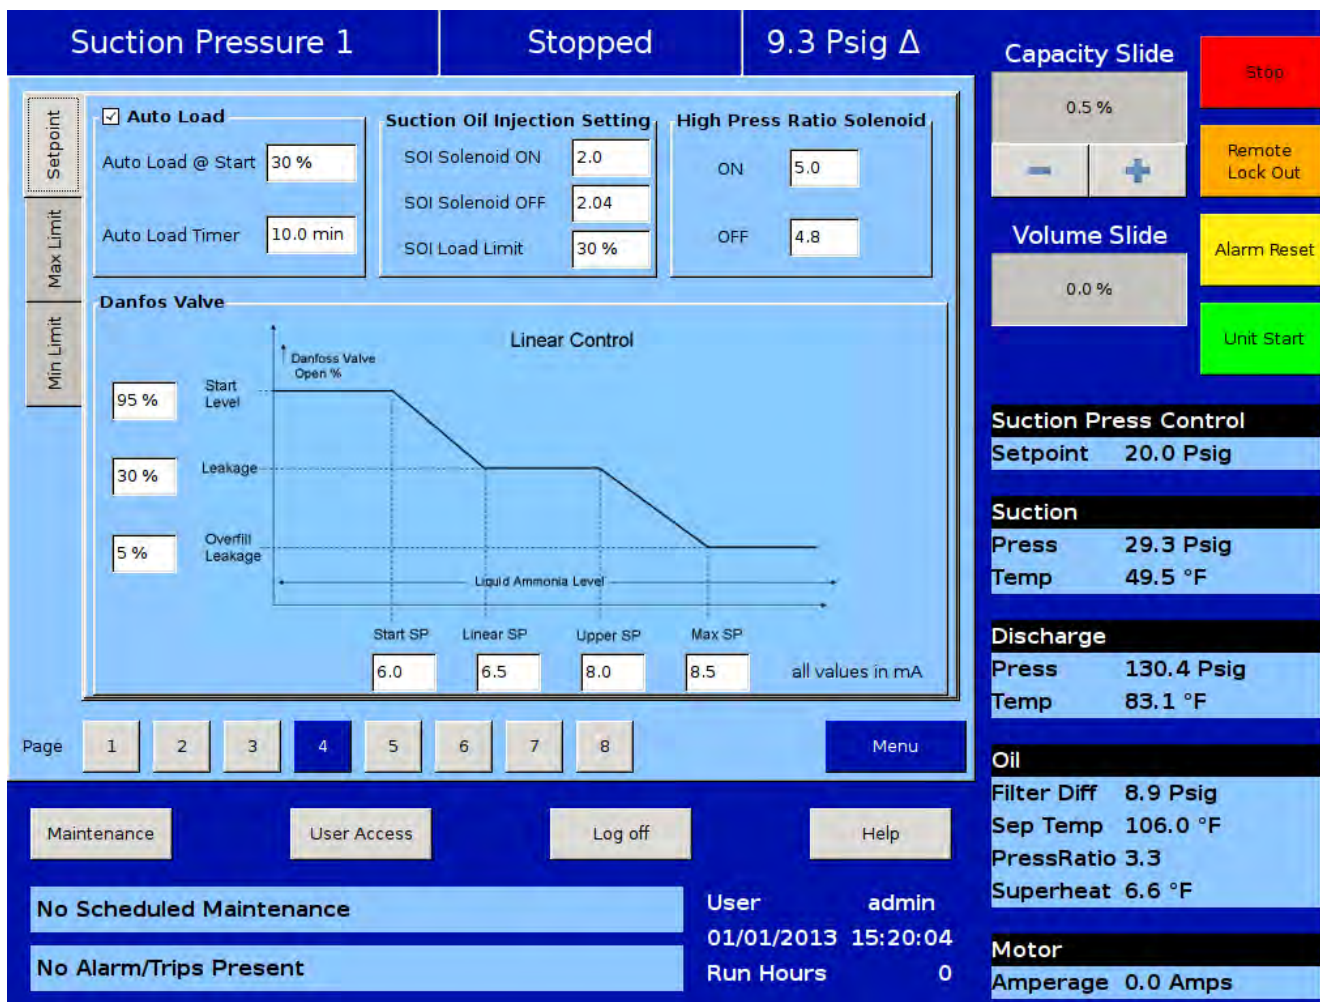 Suction Pressure 1
Stopped
9.3 Psig Δ
Capacity Slide
0.5 %
Stop
Remote
Lock Out
Volume Slide
0.0 %
Alarm Reset
Unit Start
Setpoint
Max Limit
Min Limit
Auto Load
Auto Load @ Start 30 %
Auto Load Timer 10.0 min
Suction Oil Injection Setting
SOI Solenoid ON 2.0
SOI Solenoid OFF 2.04
SOI Load Limit 30 %
High Press Ratio Solenoid
ON 5.0
OFF 4.8
Danfos Valve
Linear Control
Danfoss Valve
Open %
95 %
Start
Level
30 %
Leakage
5 %
Overfill
Leakage
Liquid Ammonia Level
Start SP Linear SP Upper SP Max SP
6.0 6.5 8.0 8.5 all values in mA
Page 1 2 3 4 5 6 7 8 Menu
Maintenance User Access Log off Help
No Scheduled Maintenance
No Alarm/Trips Present
User admin
01/01/2013 15:20:04
Run Hours 0
Suction Press Control
Setpoint 20.0 Psig
Suction
Press 29.3 Psig
Temp 49.5 °F
Discharge
Press 130.4 Psig
Temp 83.1 °F
Oil
Filter Diff 8.9 Psig
Sep Temp 106.0 °F
PressRatio 3.3
Superheat 6.6 °F
Motor
Amperage 0.0 Amps